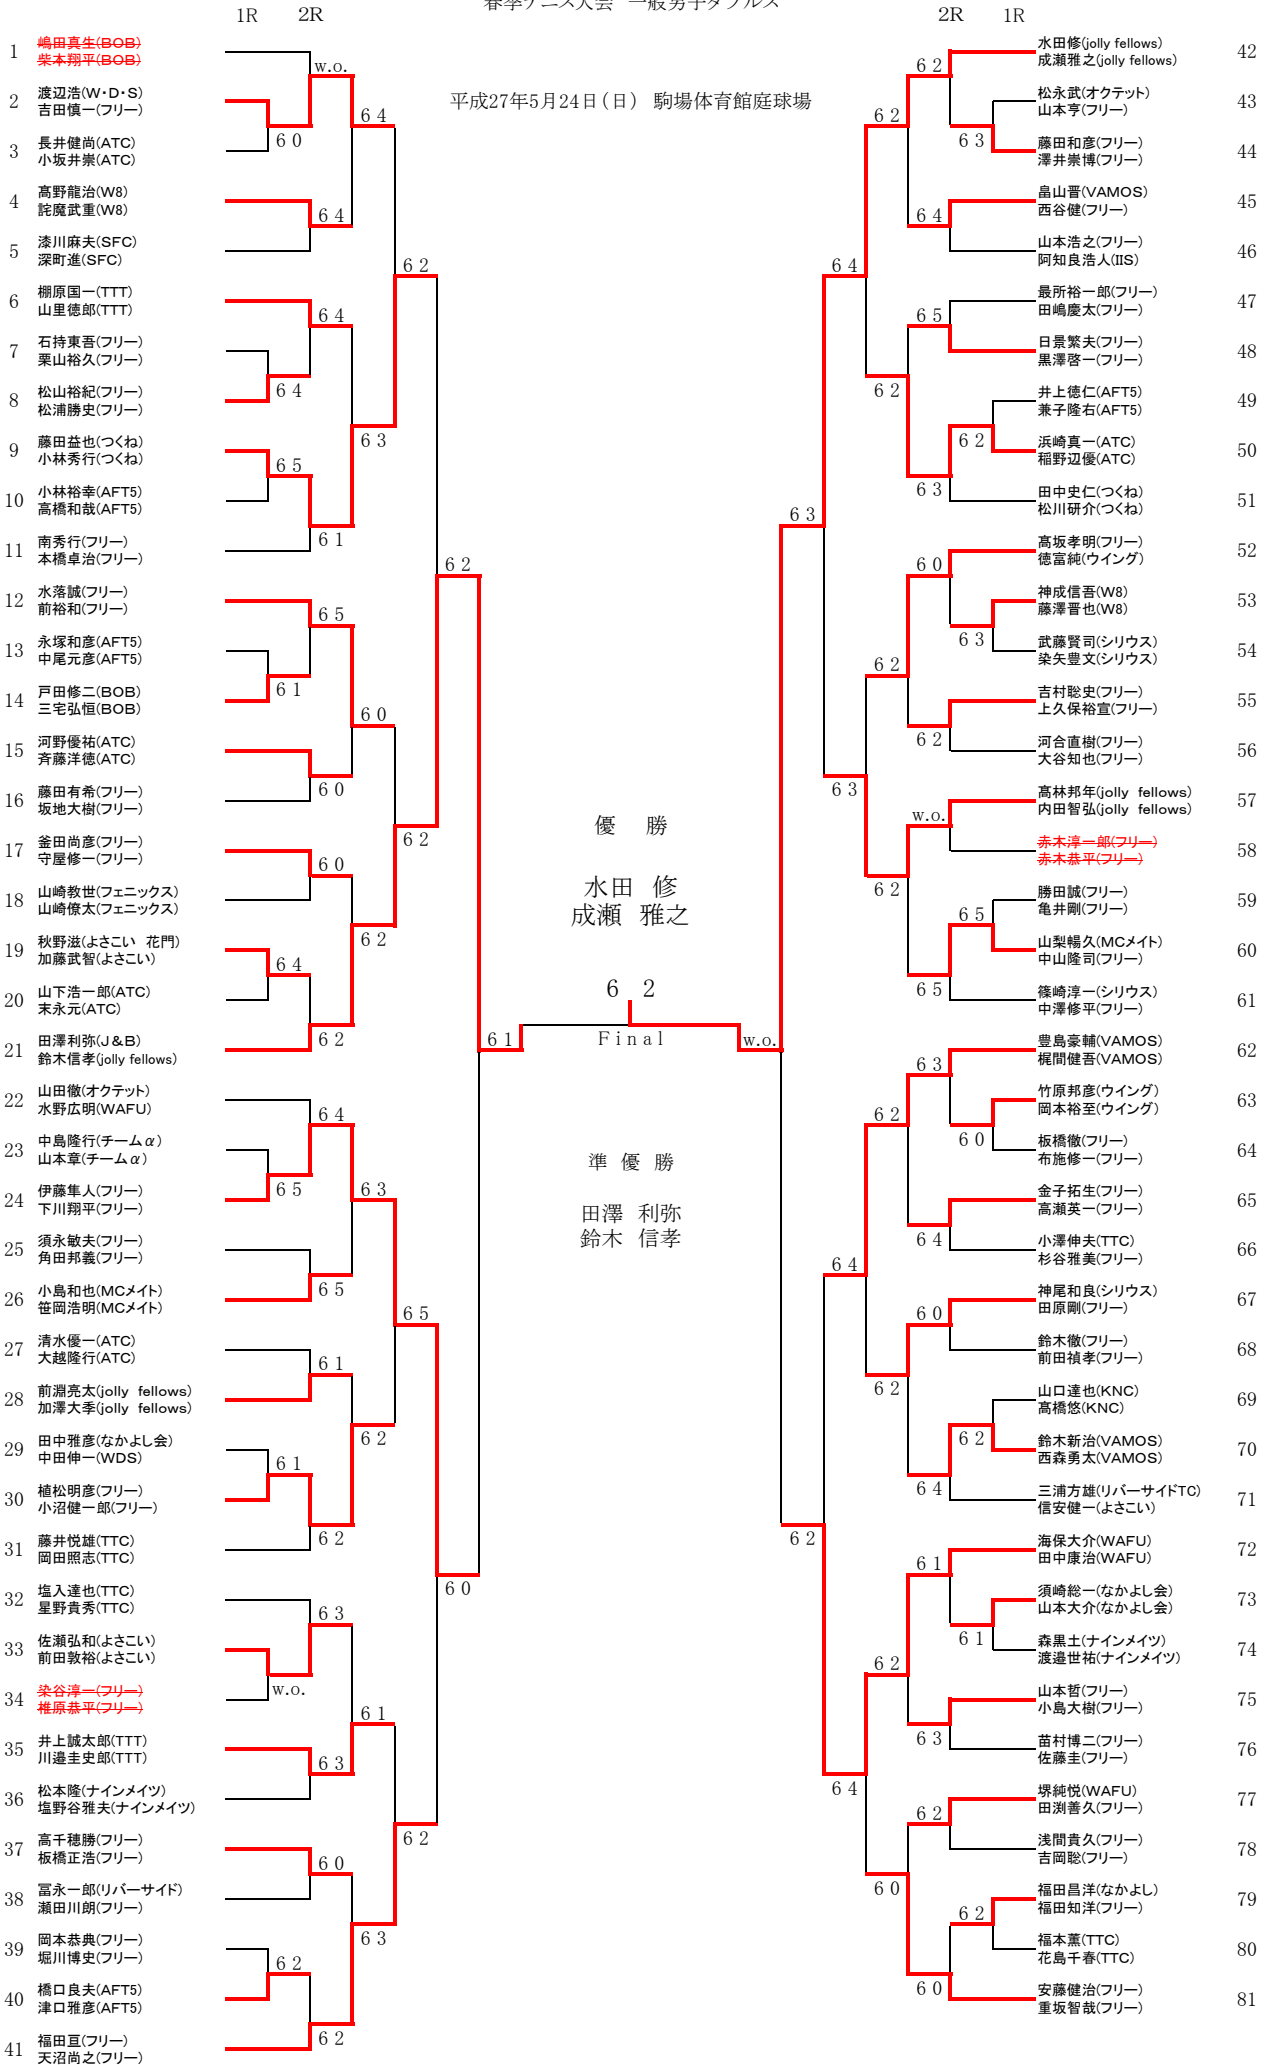 春季テニス大会 一般男子ダブルス
1R 2R
2R 1R
平成27年5月24日(日) 駒場体育館庭球場
1 嶋田真生(BOB)
柴本翔平(BOB)
w.o.
2 渡辺浩(W・D・S)
吉田慎一(フリー)
6 0
6 4
3 長井健尚(ATC)
小坂井崇(ATC)
4 髙野龍治(W8)
詫魔武重(W8)
6 4
5 漆川麻夫(SFC)
深町進(SFC)
6 2
6 棚原国一(TTT)
山里徳郎(TTT)
6 4
7 石持東吾(フリー)
栗山裕久(フリー)
6 4
8 松山裕紀(フリー)
松浦勝史(フリー)
6 3
9 藤田益也(つくね)
小林秀行(つくね)
6 5
10 小林裕幸(AFT5)
高橋和哉(AFT5)
6 1
11 南秀行(フリー)
本橋卓治(フリー)
6 2
12 水落誠(フリー)
前裕和(フリー)
6 5
13 永塚和彦(AFT5)
中尾元彦(AFT5)
6 1
14 戸田修二(BOB)
三宅弘恒(BOB)
6 0
15 河野優祐(ATC)
斉藤洋徳(ATC)
6 0
16 藤田有希(フリー)
坂地大樹(フリー)
6 2
17 釜田尚彦(フリー)
守屋修一(フリー)
6 0
18 山崎教世(フェニックス)
山崎僚太(フェニックス)
6 2
19 秋野滋(よさこい 花門)
加藤武智(よさこい)
6 4
20 山下浩一郎(ATC)
末永元(ATC)
6 2
21 田澤利弥(J&B)
鈴木信孝(jolly fellows)
6 1
22 山田徹(オクテット)
水野広明(WAFU)
6 4
23 中島隆行(チームα)
山本章(チームα)
6 5
24 伊藤隼人(フリー)
下川翔平(フリー)
6 3
25 須永敏夫(フリー)
角田邦義(フリー)
6 5
26 小島和也(MCメイト)
笹岡浩明(MCメイト)
6 5
27 清水優一(ATC)
大越隆行(ATC)
6 1
28 前淵亮太(jolly fellows)
加澤大季(jolly fellows)
6 2
29 田中雅彦(なかよし会)
中田伸一(WDS)
6 1
30 植松明彦(フリー)
小沼健一郎(フリー)
6 2
31 藤井悦雄(TTC)
岡田照志(TTC)
6 0
32 塩入達也(TTC)
星野貴秀(TTC)
6 3
33 佐瀬弘和(よさこい)
前田敦裕(よさこい)
w.o.
34 染谷淳一(フリー)
椎原恭平(フリー)
6 1
35 井上誠太郎(TTT)
川邉圭史郎(TTT)
6 3
36 松本隆(ナインメイツ)
塩野谷雅夫(ナインメイツ)
6 2
37 高千穂勝(フリー)
板橋正浩(フリー)
6 0
38 冨永一郎(リバーサイド)
瀬田川朗(フリー)
6 3
39 岡本恭典(フリー)
堀川博史(フリー)
6 2
40 橋口良夫(AFT5)
津口雅彦(AFT5)
6 2
41 福田亘(フリー)
天沼尚之(フリー)
優 勝
水田 修
成瀬 雅之
6 2
Final
w.o.
準 優 勝
田澤 利弥
鈴木 信孝
水田修(jolly fellows) 42
成瀬雅之(jolly fellows)
6 2
松永武(オクテット) 43
山本亨(フリー)
6 2
6 3
藤田和彦(フリー) 44
澤井崇博(フリー)
畠山晋(VAMOS) 45
西谷健(フリー)
6 4
山本浩之(フリー) 46
阿知良浩人(IIS)
6 4
最所裕一郎(フリー) 47
田嶋慶太(フリー)
6 5
日景繁夫(フリー) 48
黒澤啓一(フリー)
6 2
井上徳仁(AFT5) 49
兼子隆右(AFT5)
6 2
浜崎真一(ATC) 50
稲野辺優(ATC)
6 3
田中史仁(つくね) 51
松川研介(つくね)
6 3
髙坂孝明(フリー) 52
徳富純(ウイング)
6 0
神成信吾(W8) 53
藤澤晋也(W8)
6 3
武藤賢司(シリウス) 54
染矢豊文(シリウス)
6 2
吉村聡史(フリー) 55
上久保裕宣(フリー)
6 2
河合直樹(フリー) 56
大谷知也(フリー)
6 3
髙林邦年(jolly fellows) 57
内田智弘(jolly fellows)
w.o.
赤木淳一郎(フリー) 58
赤木恭平(フリー)
6 2
勝田誠(フリー) 59
亀井剛(フリー)
6 5
山梨暢久(MCメイト) 60
中山隆司(フリー)
6 5
篠崎淳一(シリウス) 61
中澤修平(フリー)
豊島豪輔(VAMOS) 62
梶間健吾(VAMOS)
6 3
竹原邦彦(ウイング) 63
岡本裕至(ウイング)
6 2
6 0
板橋徹(フリー) 64
布施修一(フリー)
金子拓生(フリー) 65
高瀬英一(フリー)
6 4
小澤伸夫(TTC) 66
杉谷雅美(フリー)
6 4
神尾和良(シリウス) 67
田原剛(フリー)
6 0
鈴木徹(フリー) 68
前田禎孝(フリー)
6 2
山口達也(KNC) 69
髙橋悠(KNC)
6 2
鈴木新治(VAMOS) 70
西森勇太(VAMOS)
6 4
三浦方雄(リバーサイドTC) 71
信安健一(よさこい)
6 2
海保大介(WAFU) 72
田中康治(WAFU)
6 1
須崎総一(なかよし会) 73
山本大介(なかよし会)
6 1
森黒土(ナインメイツ) 74
渡邉世祐(ナインメイツ)
6 2
山本哲(フリー) 75
小島大樹(フリー)
6 3
苗村博二(フリー) 76
佐藤圭(フリー)
6 4
堺純悦(WAFU) 77
田渕善久(フリー)
6 2
浅間貴久(フリー) 78
吉岡聡(フリー)
6 0
福田昌洋(なかよし) 79
福田知洋(フリー)
6 2
福本薫(TTC) 80
花島千春(TTC)
6 0
安藤健治(フリー) 81
重坂智哉(フリー)